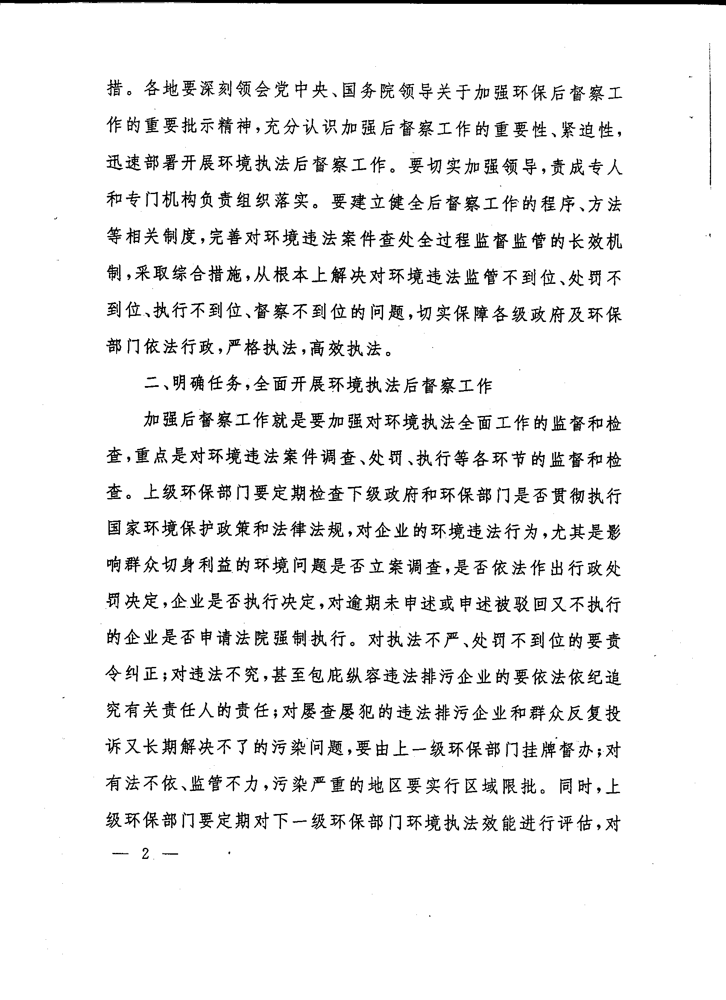 措。各地要深刻领会党中央、国务院领导关于加强环保后督察工
作的重要批示精神,充分认识加强后督察工作的重要性、紧迫性,
迅速部署开展环境执法后督察工作。要切实加强领导,责成专人
和专门机构负责组织落实。要建立健全后督察工作的程序、方法
等相关制度,完善对环境违法案件查处全过程监督监管的长效机
制,采取综合措施,从根本上解决对环境违法监管不到位、处罚不
到位、执行不到位、督察不到位的问题,切实保障各级政府及环保
部门依法行政,严格执法,高效执法。
二、明确任务,全面开展环境执法后督察工作
加强后督察工作就是要加强对环境执法全面工作的监督和检
查,重点是对环境违法案件调查、处罚、执行等各环节的监督和检
查。上级环保部门要定期检查下级政府和环保部门是否贯彻执行
国家环境保护政策和法律法规,对企业的环境违法行为,尤其是影
响群众切身利益的环境问题是否立案调查,是否依法作出行政处
罚决定,企业是否执行决定,对逾期未申述或申述被驳回又不执行
的企业是否申请法院强制执行。对执法不严、处罚不到位的要责
令纠正;对违法不究,甚至包庇纵容违法排污企业的要依法依纪追
究有关责任人的责任;对屡查屡犯的违法排污企业和群众反复投
诉又长期解决不了的污染问题,要由上一级环保部门挂牌督办;对
有法不依、监管不力,污染严重的地区要实行区域限批。同时,上
级环保部门要定期对下一级环保部门环境执法效能进行评估,对
— 2 —